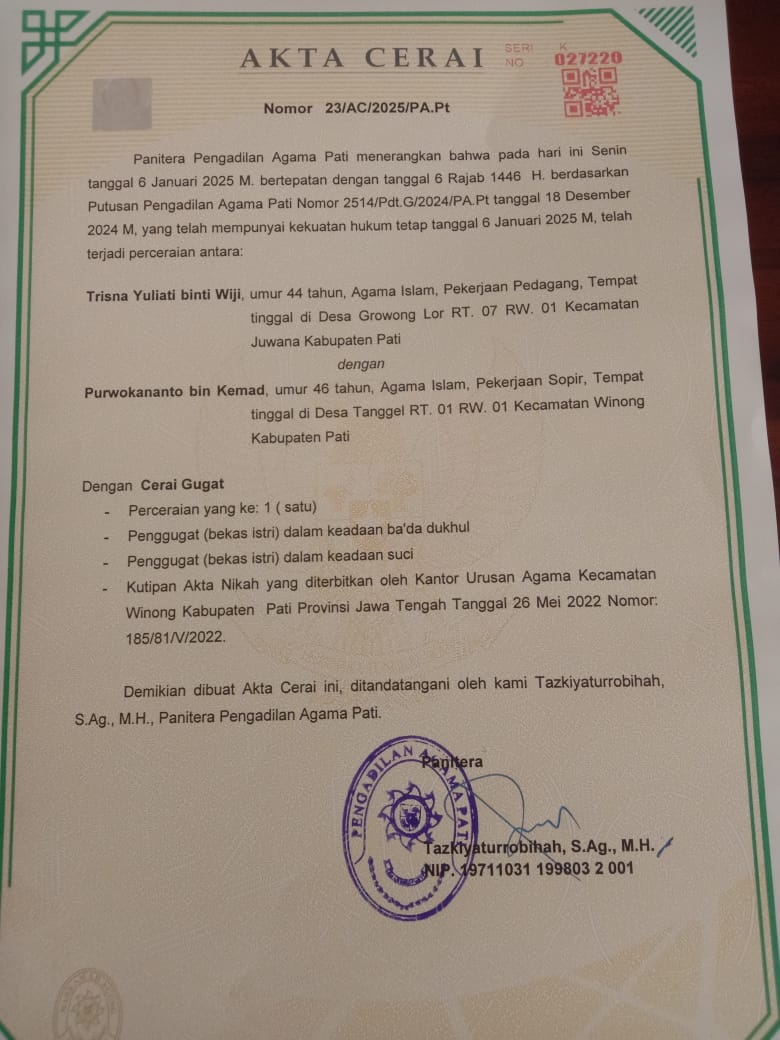 AKTA CERAI
SERI K
NO 027220
Nomor 23/AC/2025/PA.Pt
Panitera Pengadilan Agama Pati menerangkan bahwa pada hari ini Senin
tanggal 6 Januari 2025 M. bertepatan dengan tanggal 6 Rajab 1446 H. berdasarkan
Putusan Pengadilan Agama Pati Nomor 2514/Pdt.G/2024/PA.Pt tanggal 18 Desember
2024 M, yang telah mempunyai kekuatan hukum tetap tanggal 6 Januari 2025 M, telah
terjadi perceraian antara:
Trisna Yuliati binti Wiji, umur 44 tahun, Agama Islam, Pekerjaan Pedagang, Tempat
tinggal di Desa Growong Lor RT. 07 RW. 01 Kecamatan
Juwana Kabupaten Pati
dengan
Purwokananto bin Kemad, umur 46 tahun, Agama Islam, Pekerjaan Sopir, Tempat
tinggal di Desa Tanggel RT. 01 RW. 01 Kecamatan Winong
Kabupaten Pati
Dengan Cerai Gugat
- Perceraian yang ke: 1 ( satu)
- Penggugat (bekas istri) dalam keadaan ba'da dukhul
- Penggugat (bekas istri) dalam keadaan suci
- Kutipan Akta Nikah yang diterbitkan oleh Kantor Urusan Agama Kecamatan
Winong Kabupaten Pati Provinsi Jawa Tengah Tanggal 26 Mei 2022 Nomor:
185/81/V/2022.
Demikian dibuat Akta Cerai ini, ditandatangani oleh kami Tazkiyaturrobihah,
S.Ag., M.H., Panitera Pengadilan Agama Pati.
Panitera
PENGADILAN AGAMA PATI
Tazkiyaturrobihah, S.Ag., M.H.
NIP. 19711031 199803 2 001